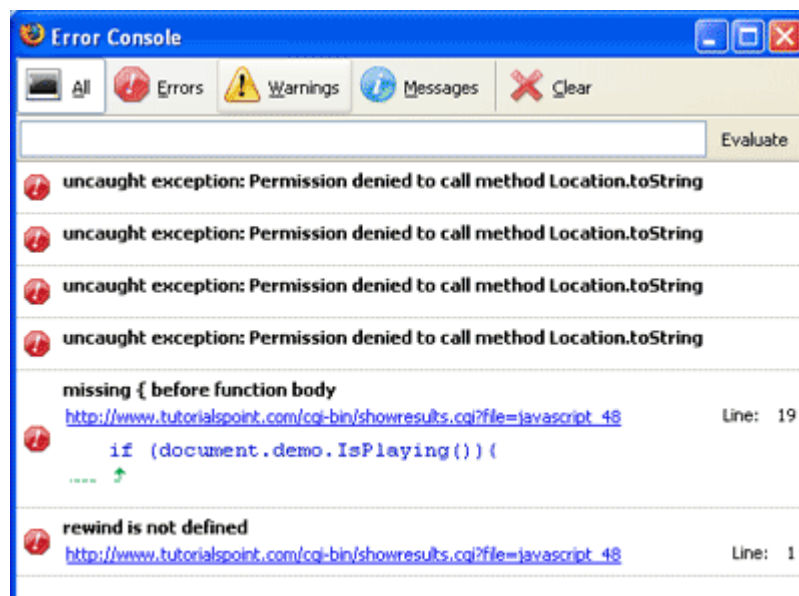 Error Console
All Errors Warnings Messages Clear
Evaluate
uncaught exception: Permission denied to call method Location.toString
uncaught exception: Permission denied to call method Location.toString
uncaught exception: Permission denied to call method Location.toString
uncaught exception: Permission denied to call method Location.toString
missing { before function body
http://www.tutorialspoint.com/cgi-bin/showresults.cgi?file=javascript_48 Line: 19
if (document.demo.IsPlaying()){
rewind is not defined
http://www.tutorialspoint.com/cgi-bin/showresults.cgi?file=javascript_48 Line: 1